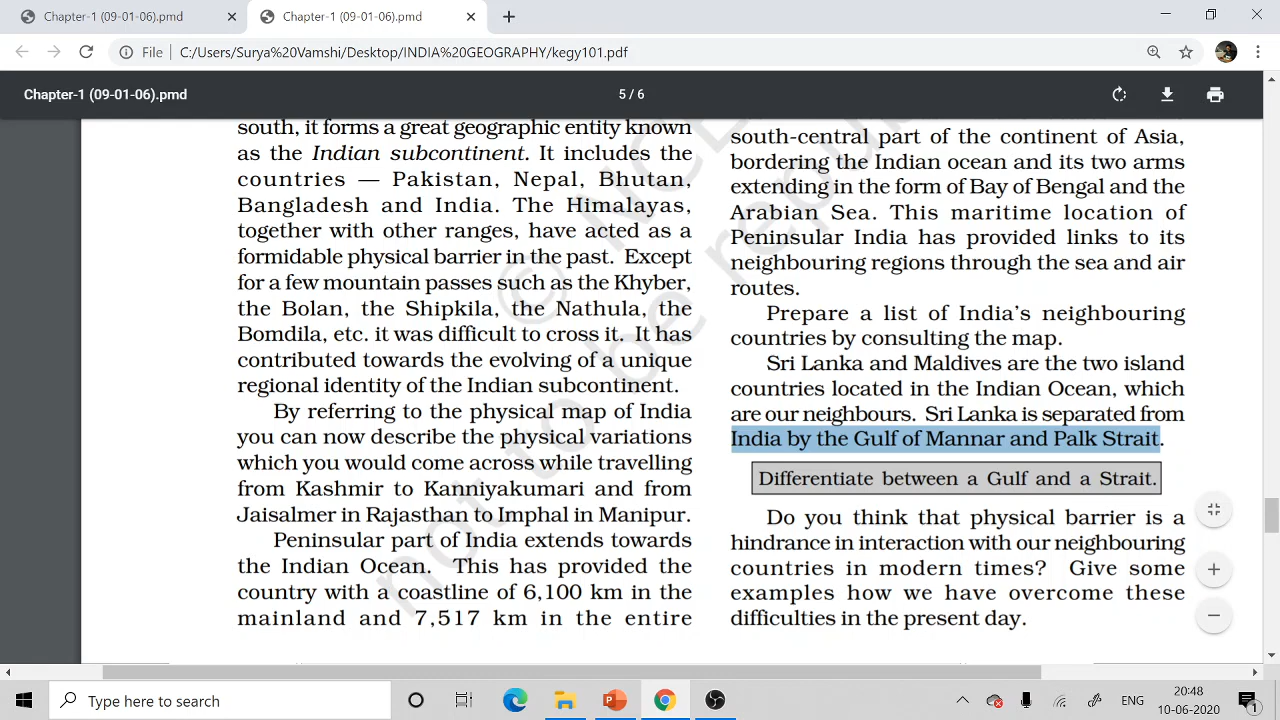 Chapter-1 (09-01-06).pmd
Chapter-1 (09-01-06).pmd
File C:/Users/Surya%20Vamshi/Desktop/INDIA%20GEOGRAPHY/kegy101.pdf
Chapter-1 (09-01-06).pmd
5 / 6
south, it forms a great geographic entity known
as the Indian subcontinent. It includes the
countries — Pakistan, Nepal, Bhutan,
Bangladesh and India. The Himalayas,
together with other ranges, have acted as a
formidable physical barrier in the past. Except
for a few mountain passes such as the Khyber,
the Bolan, the Shipkila, the Nathula, the
Bomdila, etc. it was difficult to cross it. It has
contributed towards the evolving of a unique
regional identity of the Indian subcontinent.
By referring to the physical map of India
you can now describe the physical variations
which you would come across while travelling
from Kashmir to Kanniyakumari and from
Jaisalmer in Rajasthan to Imphal in Manipur.
Peninsular part of India extends towards
the Indian Ocean. This has provided the
country with a coastline of 6,100 km in the
mainland and 7,517 km in the entire
south-central part of the continent of Asia,
bordering the Indian ocean and its two arms
extending in the form of Bay of Bengal and the
Arabian Sea. This maritime location of
Peninsular India has provided links to its
neighbouring regions through the sea and air
routes.
Prepare a list of India's neighbouring
countries by consulting the map.
Sri Lanka and Maldives are the two island
countries located in the Indian Ocean, which
are our neighbours. Sri Lanka is separated from
India by the Gulf of Mannar and Palk Strait.
Differentiate between a Gulf and a Strait.
Do you think that physical barrier is a
hindrance in interaction with our neighbouring
countries in modern times? Give some
examples how we have overcome these
difficulties in the present day.
not to be repub
© NCE
Type here to search
ENG
20:48
10-06-2020
1